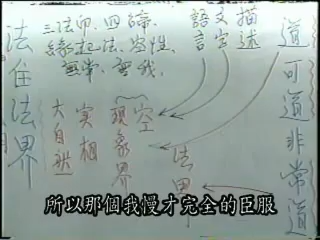 道可道非常道
描述
文字
語言
三法印、四諦、
緣起法、空性、
無常、無我、
法界
空
現象界
實相
大自然
法住法界
所以那個我慢才完全的臣服